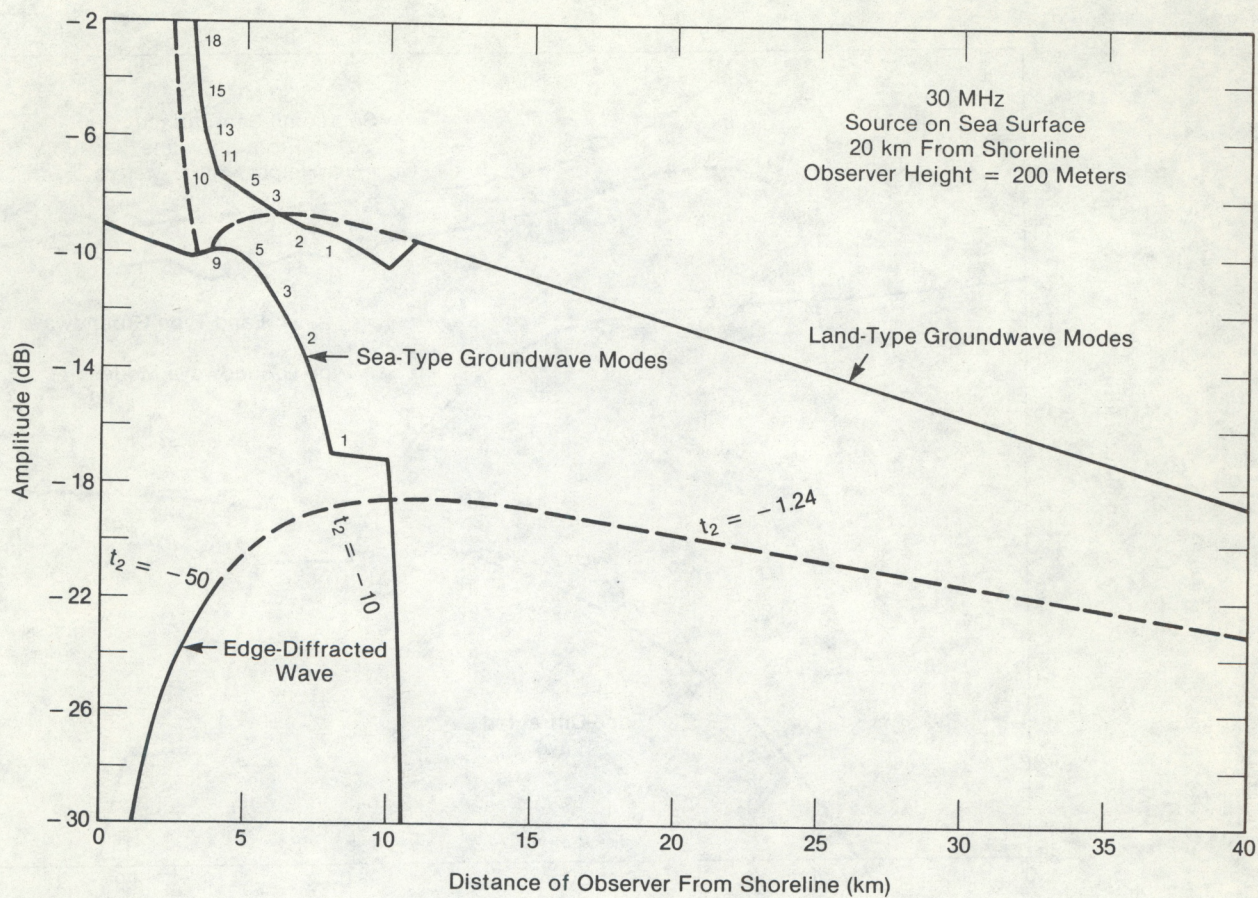 -2
-6
-10
-14
-18
-22
-26
-30
Amplitude (dB)
0
5
10
15
20
25
30
35
40
Distance of Observer From Shoreline (km)
30 MHz
Source on Sea Surface
20 km From Shoreline
Observer Height = 200 Meters
18
15
13
11
10
5
3
2
1
9
5
3
2
1
Sea-Type Groundwave Modes
Land-Type Groundwave Modes
t₂ = -50
t₂ = -10
t₂ = -1.24
Edge-Diffracted
Wave